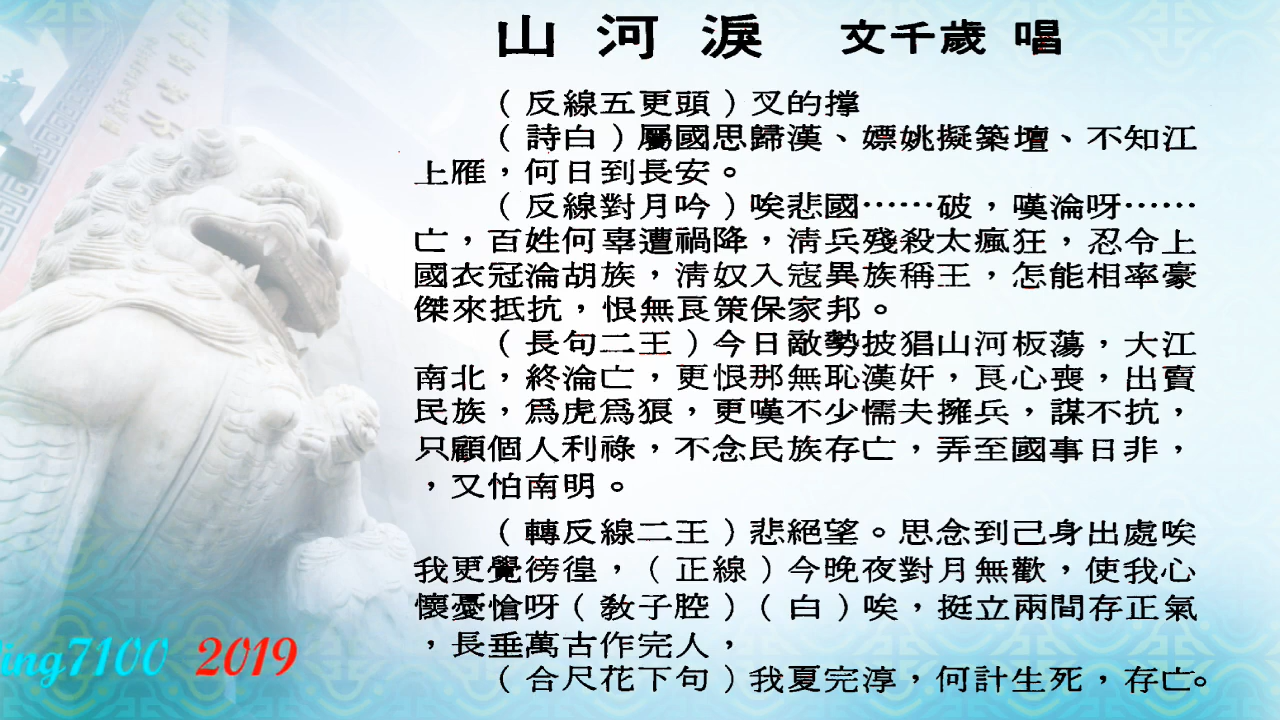 山河淚 文千歲 唱
（反線五更頭）叉的撑
（詩白）屬國思歸漢、嫖姚擬築壇、不知江
上雁，何日到長安。
（反線對月吟）唉悲國……破，嘆淪呀……
亡，百姓何辜遭禍降，清兵殘殺太瘋狂，忍令上
國衣冠淪胡族，清奴入寇異族稱王，怎能相率豪
傑來抵抗，恨無良策保家邦。
（長句二王）今日敵勢披猖山河板蕩，大江
南北，終淪亡，更恨那無恥漢奸，良心喪，出賣
民族，為虎為狼，更嘆不少懦夫擁兵，謀不抗，
只顧個人利祿，不念民族存亡，弄至國事日非，
，又怕南明。
（轉反線二王）悲絕望。思念到己身出處唉
我更覺徬徨，（正線）今晚夜對月無歡，使我心
懷憂愴呀（教子腔）（白）唉，挺立兩間存正氣
，長垂萬古作完人，
（合尺花下句）我夏完淳，何計生死，存亡。
ing7100 2019